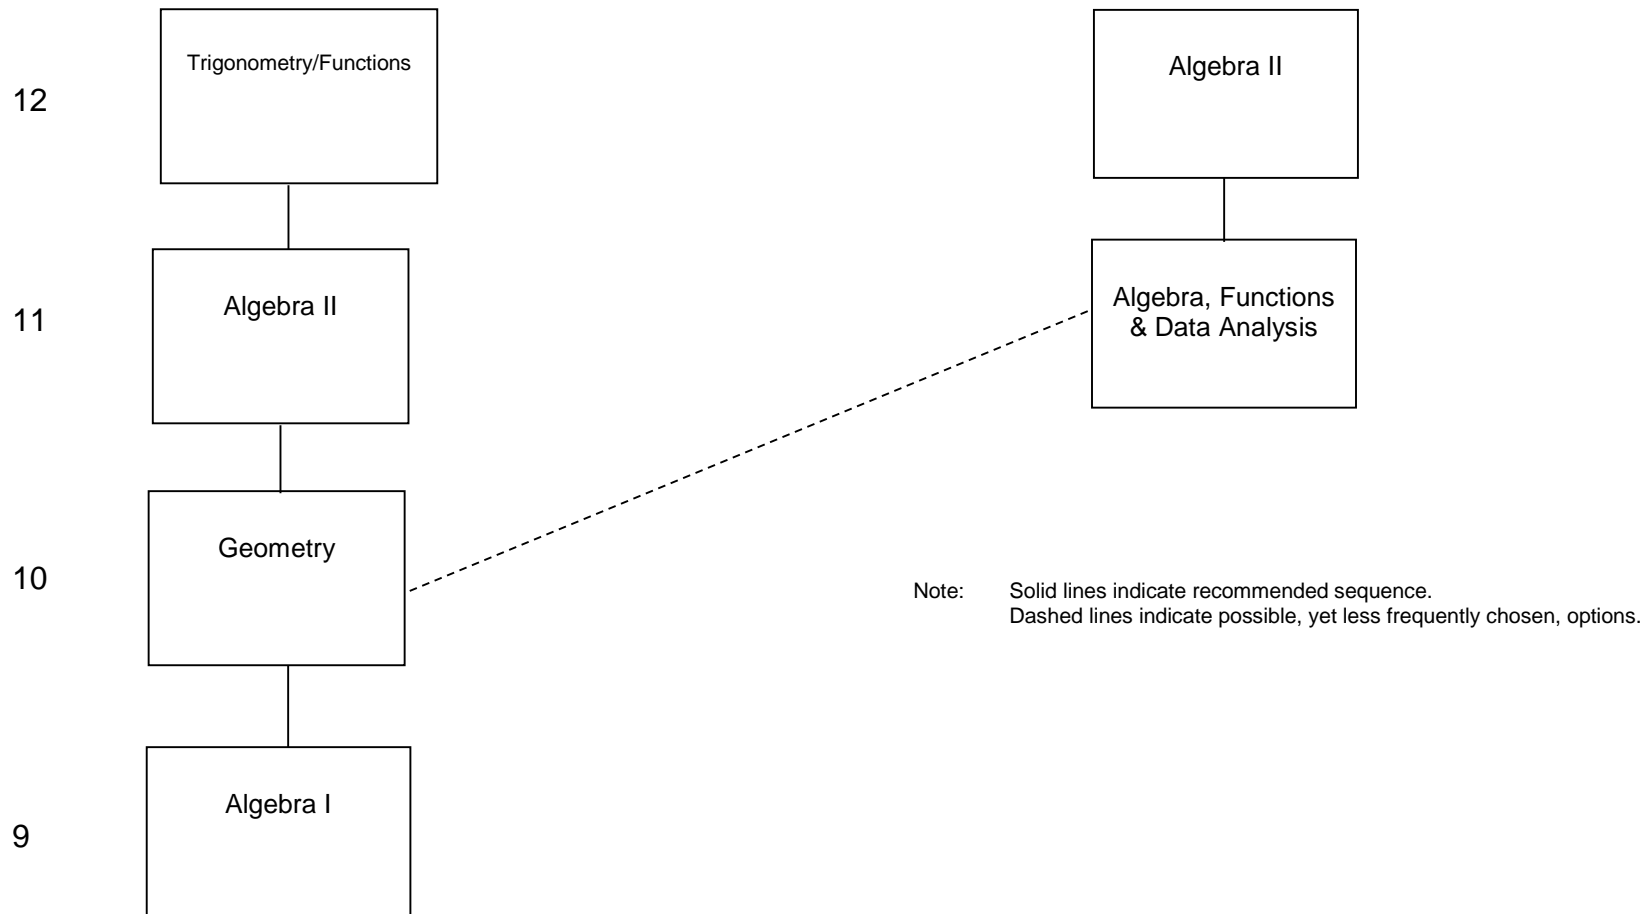 12
Trigonometry/Functions
Algebra II
11
Algebra II
Algebra, Functions
& Data Analysis
10
Geometry
Note: Solid lines indicate recommended sequence.
Dashed lines indicate possible, yet less frequently chosen, options.
9
Algebra I